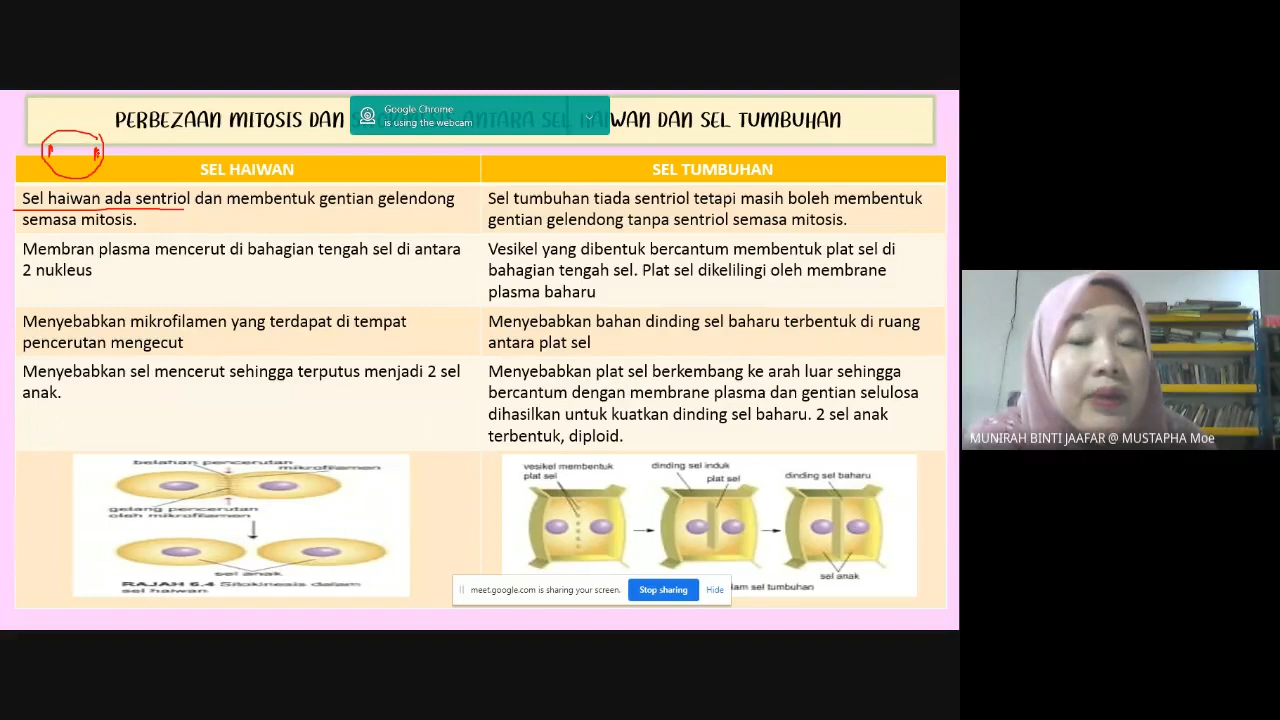 PERBEZAAN MITOSIS DAN SITOKINESIS ANTARA SEL HAIWAN DAN SEL TUMBUHAN
Google Chrome
is using the webcam
SEL HAIWAN
SEL TUMBUHAN
Sel haiwan ada sentriol dan membentuk gentian gelendong
semasa mitosis.
Sel tumbuhan tiada sentriol tetapi masih boleh membentuk
gentian gelendong tanpa sentriol semasa mitosis.
Membran plasma mencerut di bahagian tengah sel di antara
2 nukleus
Vesikel yang dibentuk bercantum membentuk plat sel di
bahagian tengah sel. Plat sel dikelilingi oleh membrane
plasma baharu
Menyebabkan mikrofilamen yang terdapat di tempat
pencerutan mengecut
Menyebabkan bahan dinding sel baharu terbentuk di ruang
antara plat sel
Menyebabkan sel mencerut sehingga terputus menjadi 2 sel
anak.
Menyebabkan plat sel berkembang ke arah luar sehingga
bercantum dengan membrane plasma dan gentian selulosa
dihasilkan untuk kuatkan dinding sel baharu. 2 sel anak
terbentuk, diploid.
belahan pencerutan
mikrofilamen
gelang pencerutan
oleh mikrofilamen
sel anak
RAJAH 6.4 Sitokinesis dalam
sel haiwan
vesikel membentuk
plat sel
dinding sel induk
plat sel
dinding sel baharu
sel anak
lam sel tumbuhan
meet.google.com is sharing your screen.
Stop sharing
Hide
MUNIRAH BINTI JAAFAR @ MUSTAPHA Moe